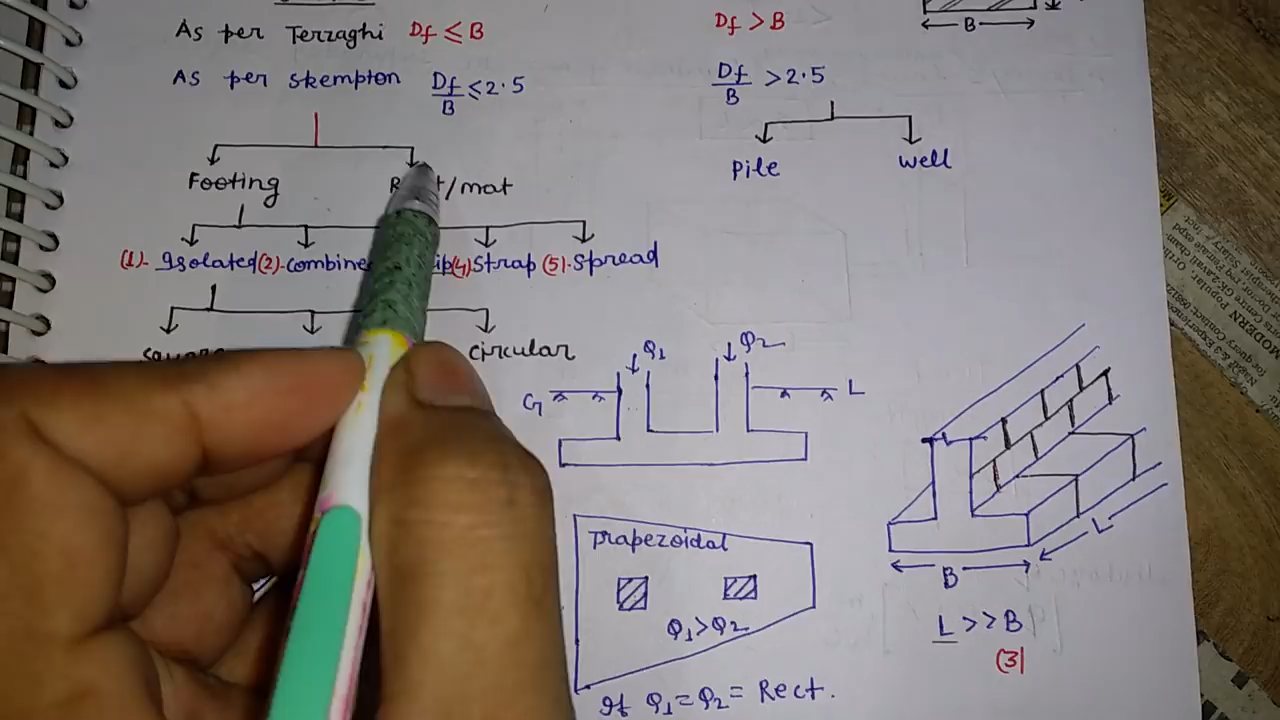 As per Terzaghi Df ≤ B
Df > B
B
As per Skempton Df/B ≤ 2.5
Df/B > 2.5
Footing
/mat
Pile
Well
(1)- Isolated (2)-combine (4) Strap (5).Spread
circular
Q1
Q2
G
L
Trapezoidal
Q1 > Q2
If Q1 = Q2 = Rect.
L
B
L >> B
(3)
MODERN